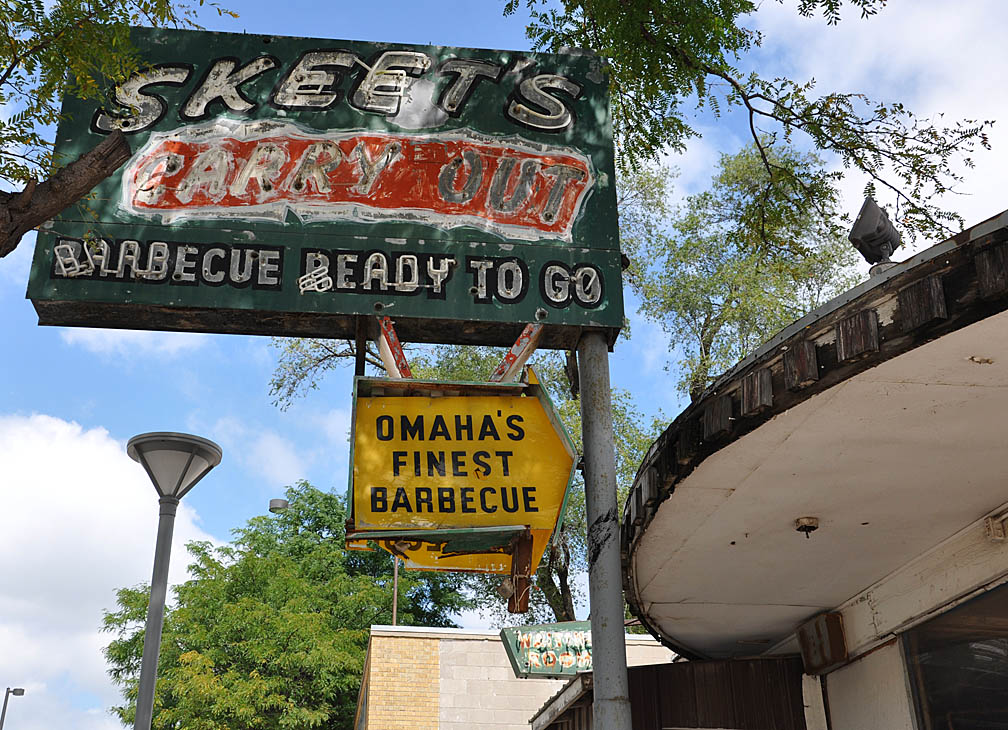 SKEET'S
CARRY OUT
BARBECUE READY TO GO
OMAHA'S
FINEST
BARBECUE